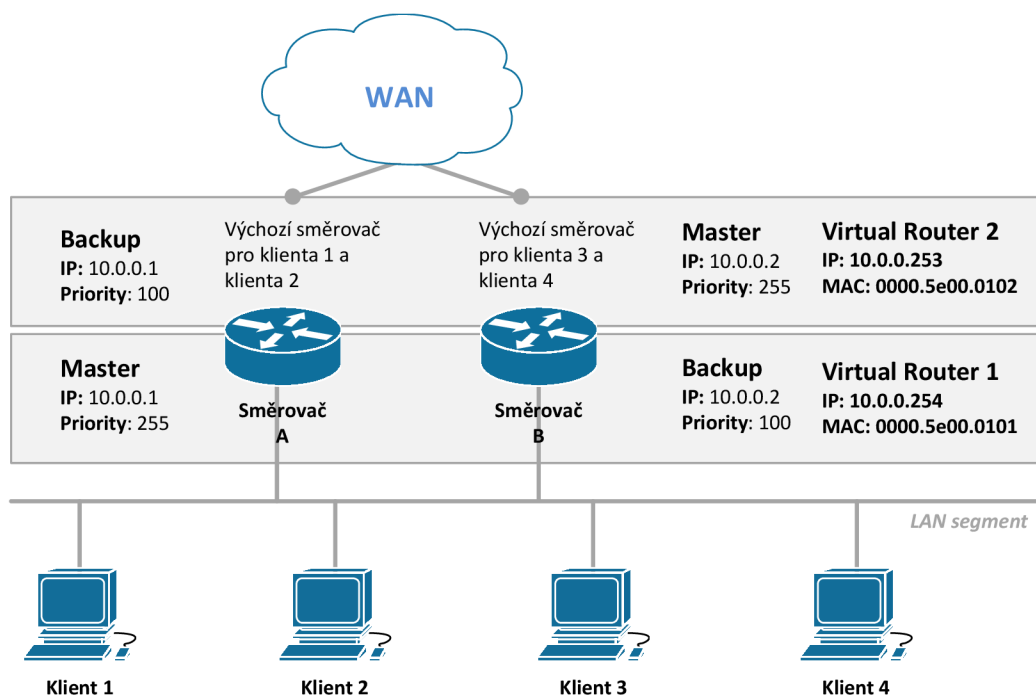 WAN
Backup
IP: 10.0.0.1
Priority: 100
Výchozí směrovač
pro klienta 1 a
klienta 2
Výchozí směrovač
pro klienta 3 a
klienta 4
Master
IP: 10.0.0.2
Priority: 255
Virtual Router 2
IP: 10.0.0.253
MAC: 0000.5e00.0102
Master
IP: 10.0.0.1
Priority: 255
Směrovač
A
Směrovač
B
Backup
IP: 10.0.0.2
Priority: 100
Virtual Router 1
IP: 10.0.0.254
MAC: 0000.5e00.0101
LAN segment
Klient 1
Klient 2
Klient 3
Klient 4